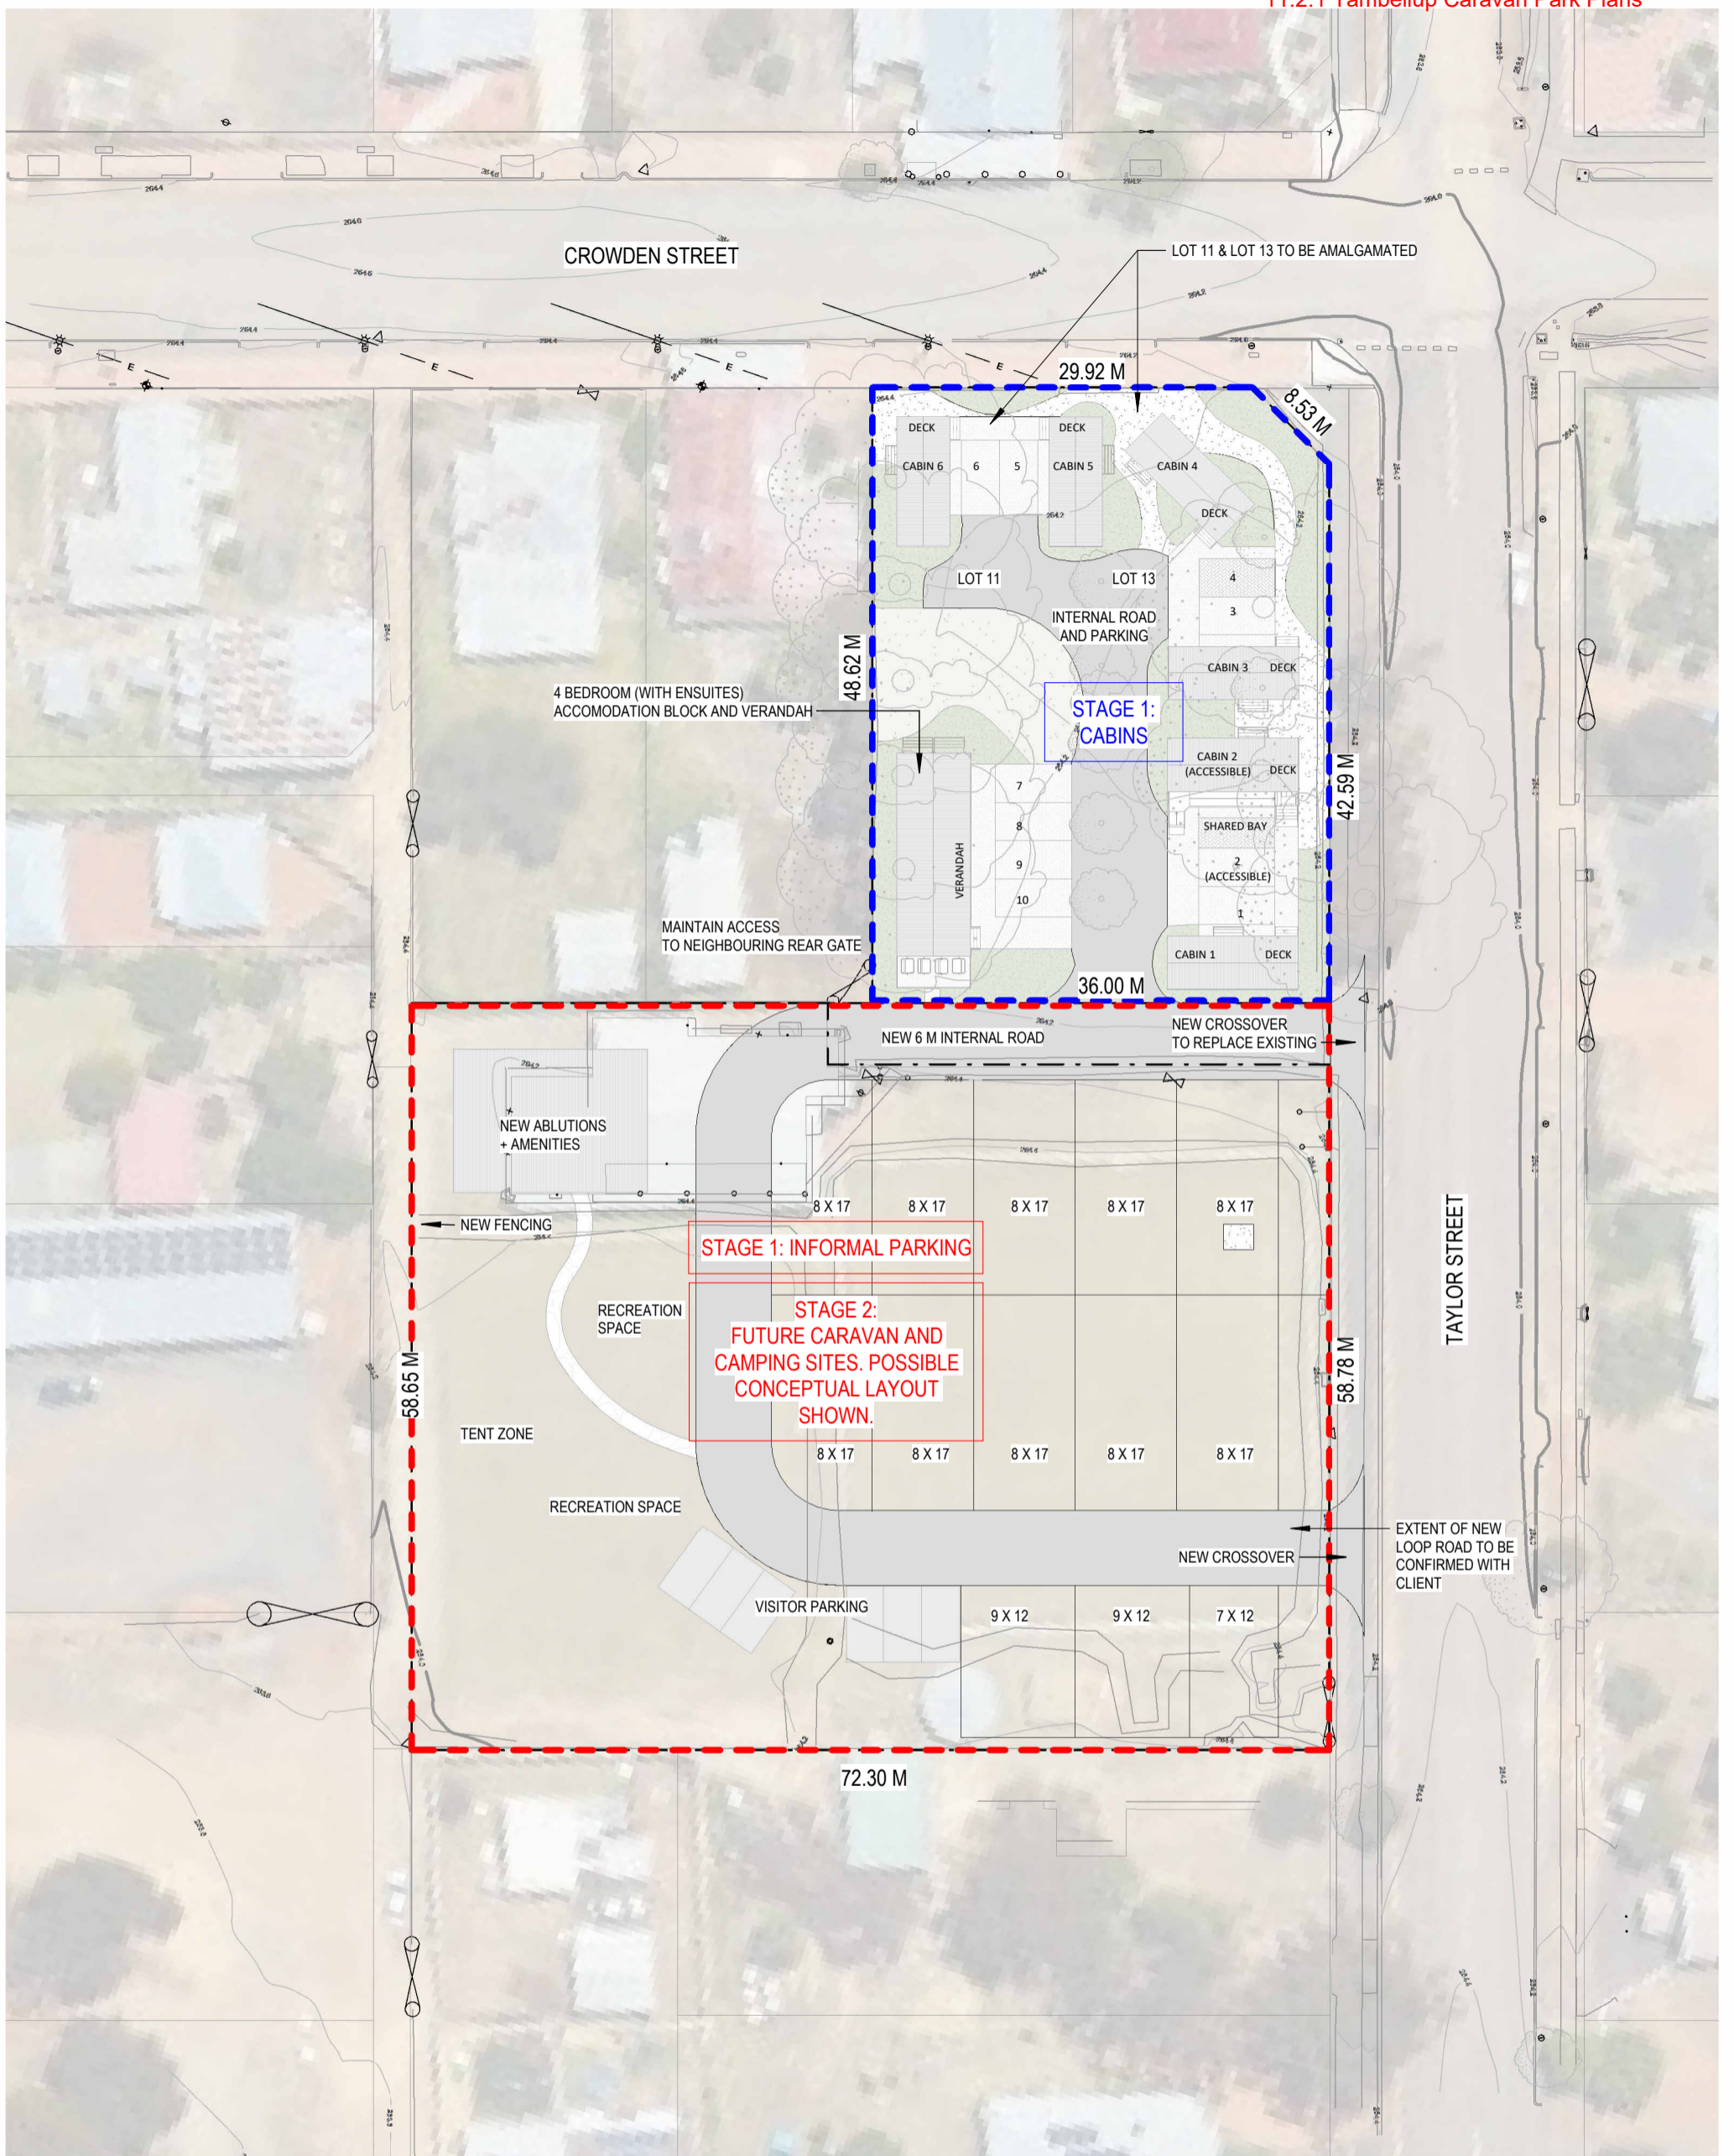 11.2.1 Tambellup Caravan Park Plans
CROWDEN STREET
LOT 11 & LOT 13 TO BE AMALGAMATED
29.92 M
8.53 M
DECK
DECK
CABIN 6
6
5
CABIN 5
CABIN 4
DECK
LOT 11
LOT 13
4
3
INTERNAL ROAD
AND PARKING
48.62 M
CABIN 3
DECK
4 BEDROOM (WITH ENSUITES)
ACCOMODATION BLOCK AND VERANDAH
STAGE 1:
CABINS
CABIN 2
(ACCESSIBLE)
DECK
42.59 M
7
8
9
10
VERANDAH
SHARED BAY
2
(ACCESSIBLE)
1
MAINTAIN ACCESS
TO NEIGHBOURING REAR GATE
CABIN 1
DECK
36.00 M
NEW 6 M INTERNAL ROAD
NEW CROSSOVER
TO REPLACE EXISTING
NEW ABLUTIONS
+ AMENITIES
8 X 17
8 X 17
8 X 17
8 X 17
8 X 17
NEW FENCING
STAGE 1: INFORMAL PARKING
TAYLOR STREET
RECREATION
SPACE
STAGE 2:
FUTURE CARAVAN AND
CAMPING SITES. POSSIBLE
CONCEPTUAL LAYOUT
SHOWN.
58.65 M
58.78 M
TENT ZONE
8 X 17
8 X 17
8 X 17
8 X 17
8 X 17
RECREATION SPACE
EXTENT OF NEW
LOOP ROAD TO BE
CONFIRMED WITH
CLIENT
NEW CROSSOVER
VISITOR PARKING
9 X 12
9 X 12
7 X 12
72.30 M